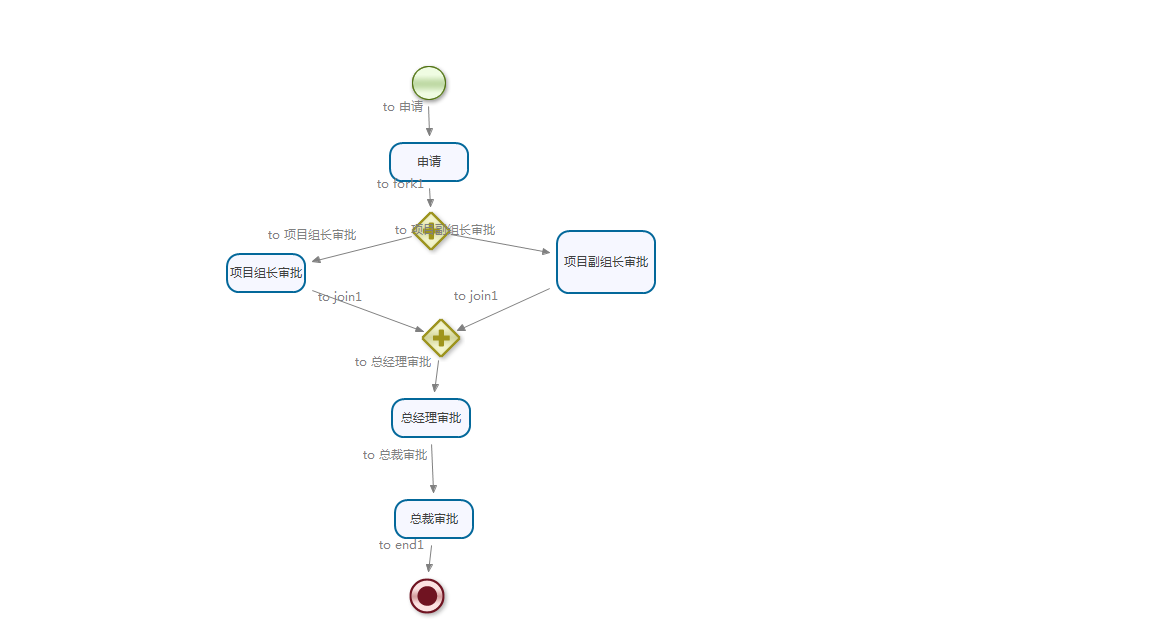 to 申请
申请
to fork1
to 项目组长审批
to 项目副组长审批
项目组长审批
项目副组长审批
to join1
to join1
to 总经理审批
总经理审批
to 总裁审批
总裁审批
to end1